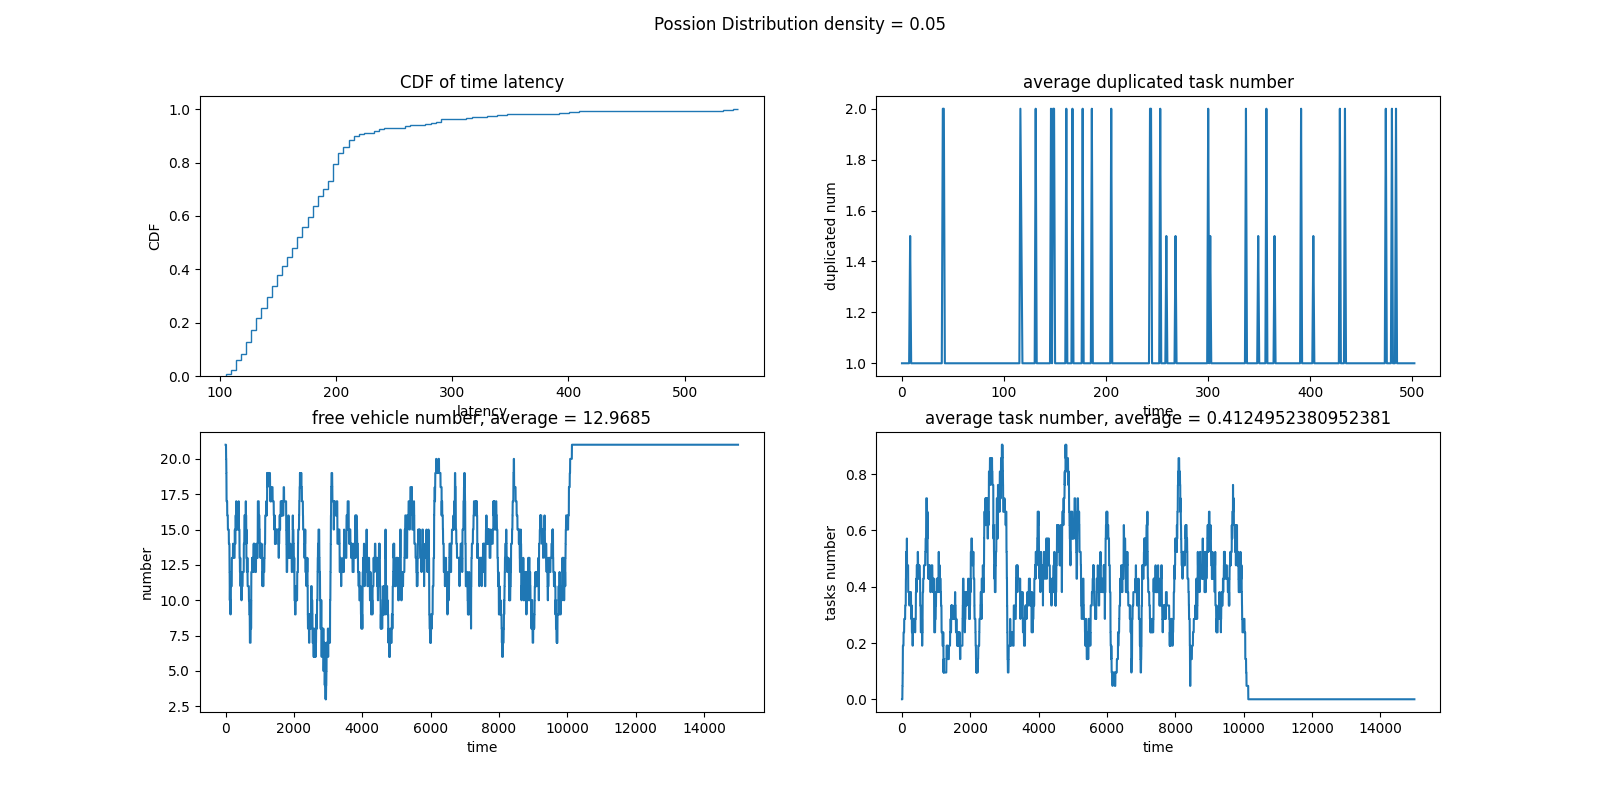 Possion Distribution density = 0.05
CDF of time latency
1.0
0.8
0.6
0.4
0.2
0.0
CDF
100 200 300 400 500
latency
average duplicated task number
2.0
1.8
1.6
1.4
1.2
1.0
duplicated num
0 100 200 300 400 500
time
free vehicle number, average = 12.9685
20.0
17.5
15.0
12.5
10.0
7.5
5.0
2.5
number
0 2000 4000 6000 8000 10000 12000 14000
time
average task number, average = 0.4124952380952381
0.8
0.6
0.4
0.2
0.0
tasks number
0 2000 4000 6000 8000 10000 12000 14000
time